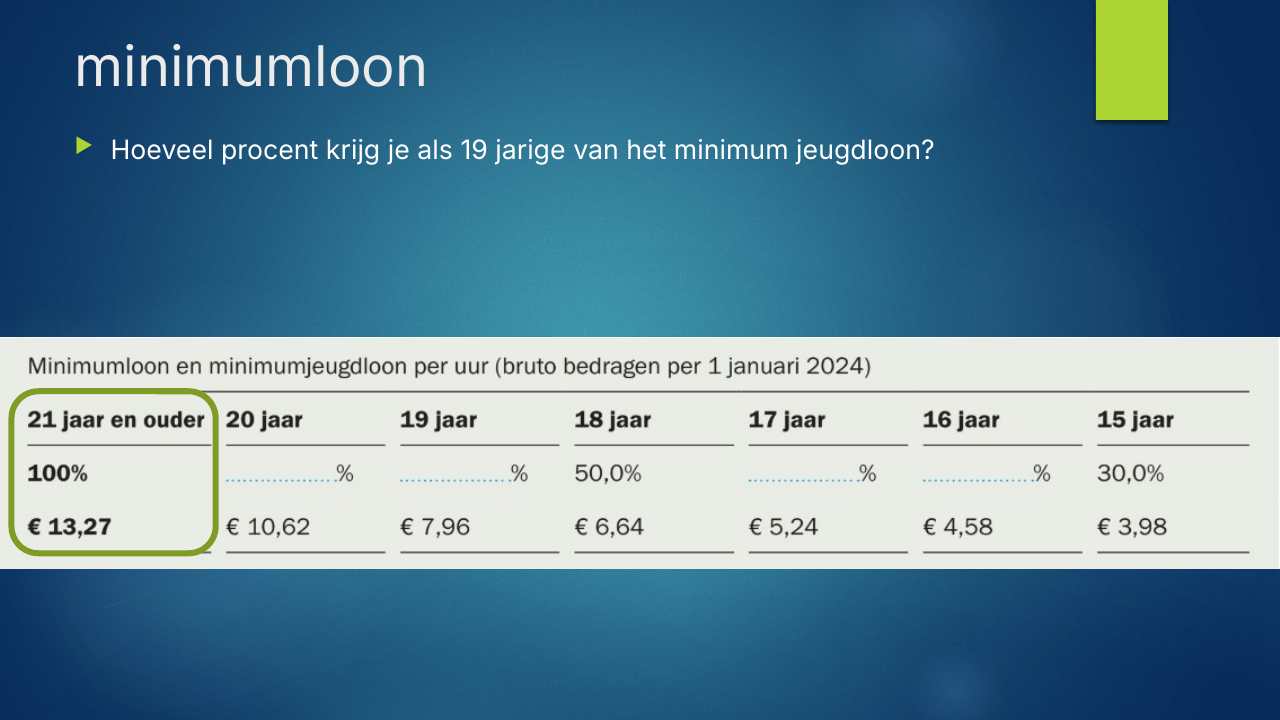 minimumloon
Hoeveel procent krijg je als 19 jarige van het minimum jeugdloon?
Minimumloon en minimumjeugdloon per uur (bruto bedragen per 1 januari 2024)
21 jaar en ouder 20 jaar 19 jaar 18 jaar 17 jaar 16 jaar 15 jaar
100% ...................% ...................% 50,0% ...................% ...................% 30,0%
€ 13,27 € 10,62 € 7,96 € 6,64 € 5,24 € 4,58 € 3,98